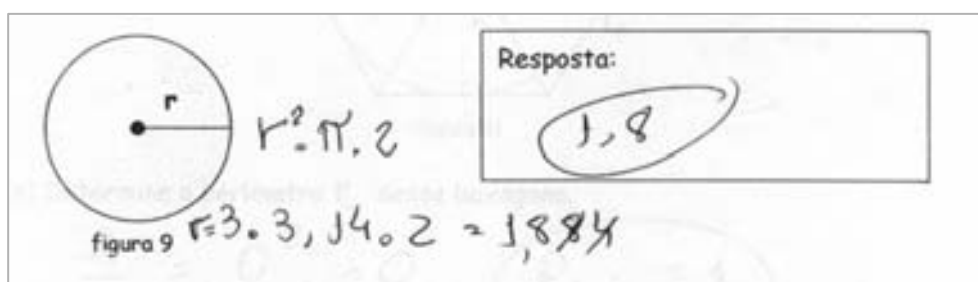 Resposta:
1,8
r
r². π. 2
r=3. 3, 14. 2 = 1,884
figura 9